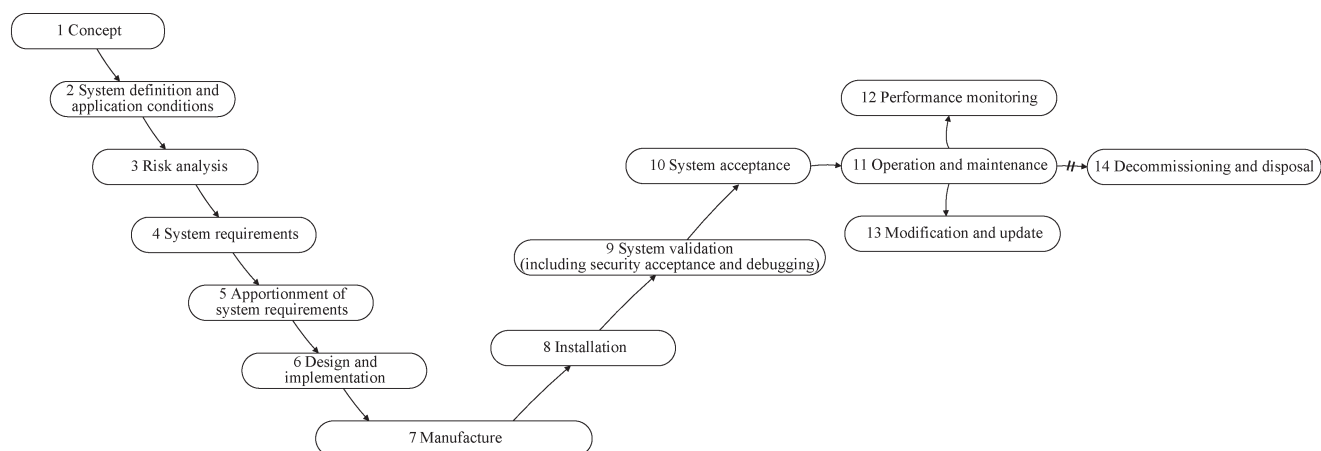 1 Concept
2 System definition and
application conditions
3 Risk analysis
4 System requirements
5 Apportionment of
system requirements
6 Design and
implementation
7 Manufacture
8 Installation
9 System validation
(including security acceptance and debugging)
10 System acceptance
11 Operation and maintenance
12 Performance monitoring
13 Modification and update
14 Decommissioning and disposal